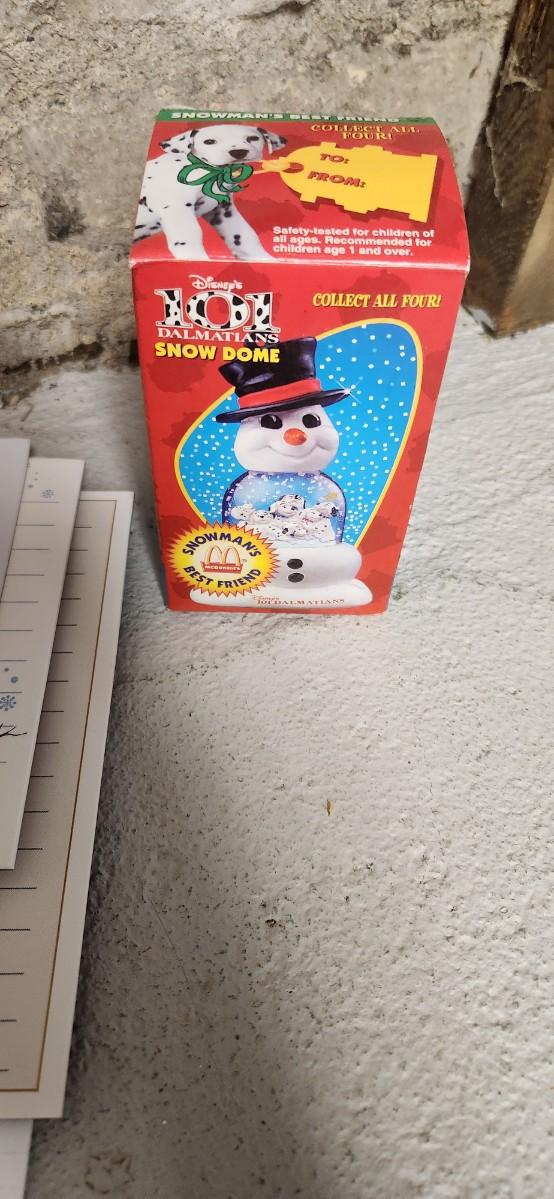 SNOWMAN'S BEST FRIEND
COLLECT ALL
FOUR!
TO:
FROM:
Safety-tested for children of
all ages. Recommended for
children age 1 and over.
DISNEY'S
101
DALMATIANS
SNOW DOME
COLLECT ALL FOUR!
SNOWMAN'S
McDONALD'S
BEST FRIEND
Disney's
101 DALMATIANS